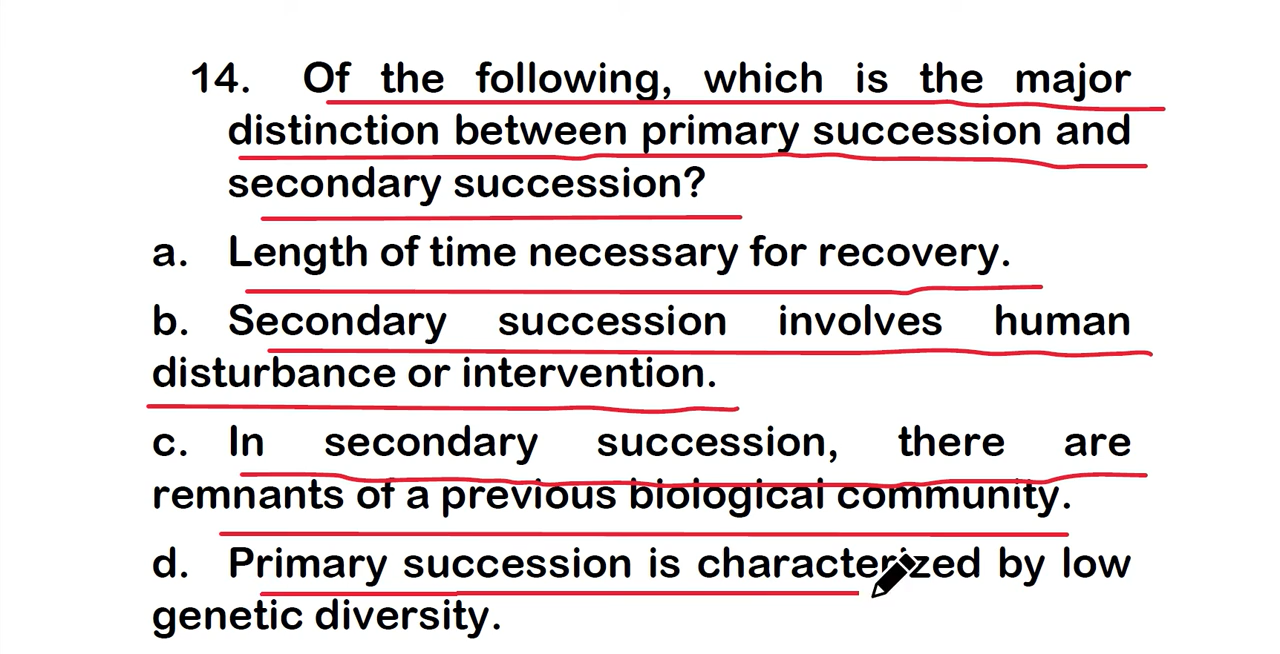 14. Of the following, which is the major
distinction between primary succession and
secondary succession?
a. Length of time necessary for recovery.
b. Secondary succession involves human
disturbance or intervention.
c. In secondary succession, there are
remnants of a previous biological community.
d. Primary succession is characterized by low
genetic diversity.